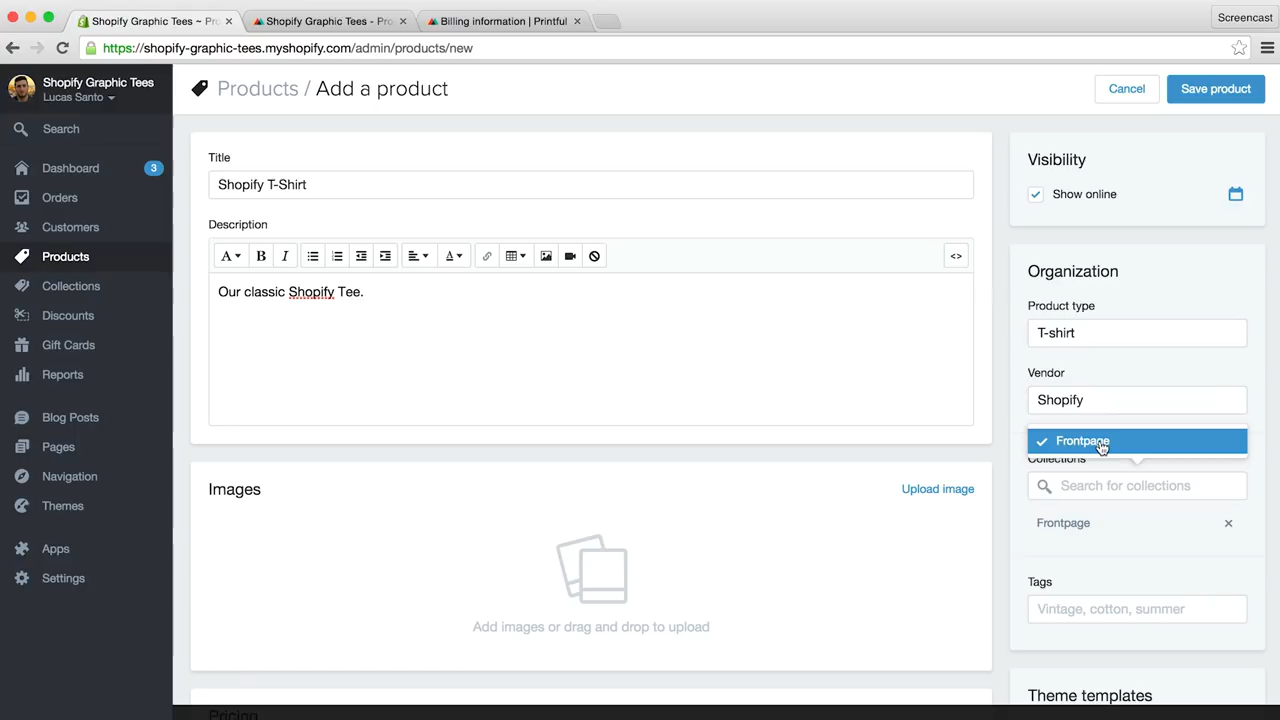 Shopify Graphic Tees ~ Pro
Shopify Graphic Tees - Pro
Billing information | Printful
Screencast
https://shopify-graphic-tees.myshopify.com/admin/products/new
Shopify Graphic Tees
Lucas Santo
Search
Dashboard 3
Orders
Customers
Products
Collections
Discounts
Gift Cards
Reports
Blog Posts
Pages
Navigation
Themes
Apps
Settings
Products / Add a product
Cancel
Save product
Title
Shopify T-Shirt
Description
A B I A <>
Our classic Shopify Tee.
Images
Upload image
Add images or drag and drop to upload
Pricing
Visibility
Show online
Organization
Product type
T-shirt
Vendor
Shopify
Frontpage
Collections
Search for collections
Frontpage
Tags
Vintage, cotton, summer
Theme templates